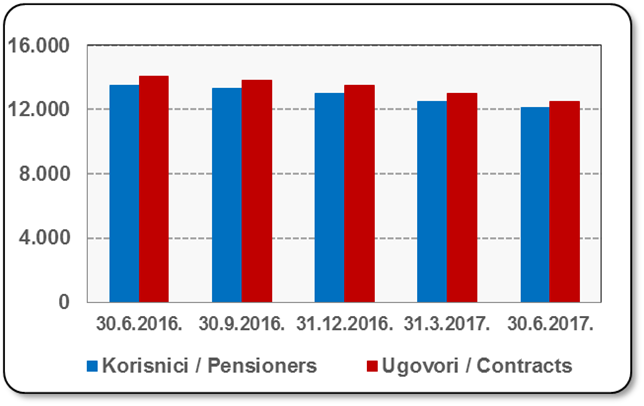 16.000
12.000
8.000
4.000
0
30.6.2016. 30.9.2016. 31.12.2016. 31.3.2017. 30.6.2017.
Korisnici / Pensioners Ugovori / Contracts